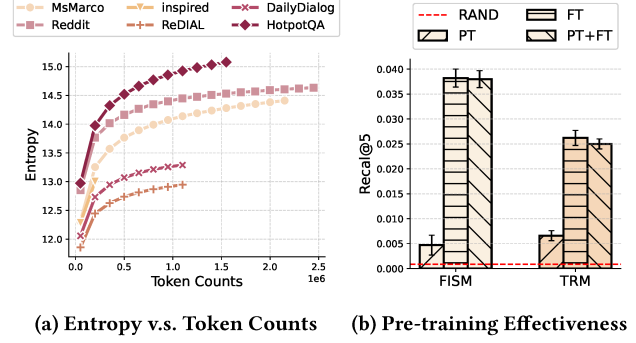 MsMarco inspired DailyDialog
Reddit ReDIAL HotpotQA
Entropy
15.0
14.5
14.0
13.5
13.0
12.5
12.0
0.0 0.5 1.0 1.5 2.0 2.5
1e6
Token Counts
(a) Entropy v.s. Token Counts
RAND FT
PT PT+FT
Recal@5
0.040
0.035
0.030
0.025
0.020
0.015
0.010
0.005
0.000
FISM TRM
(b) Pre-training Effectiveness